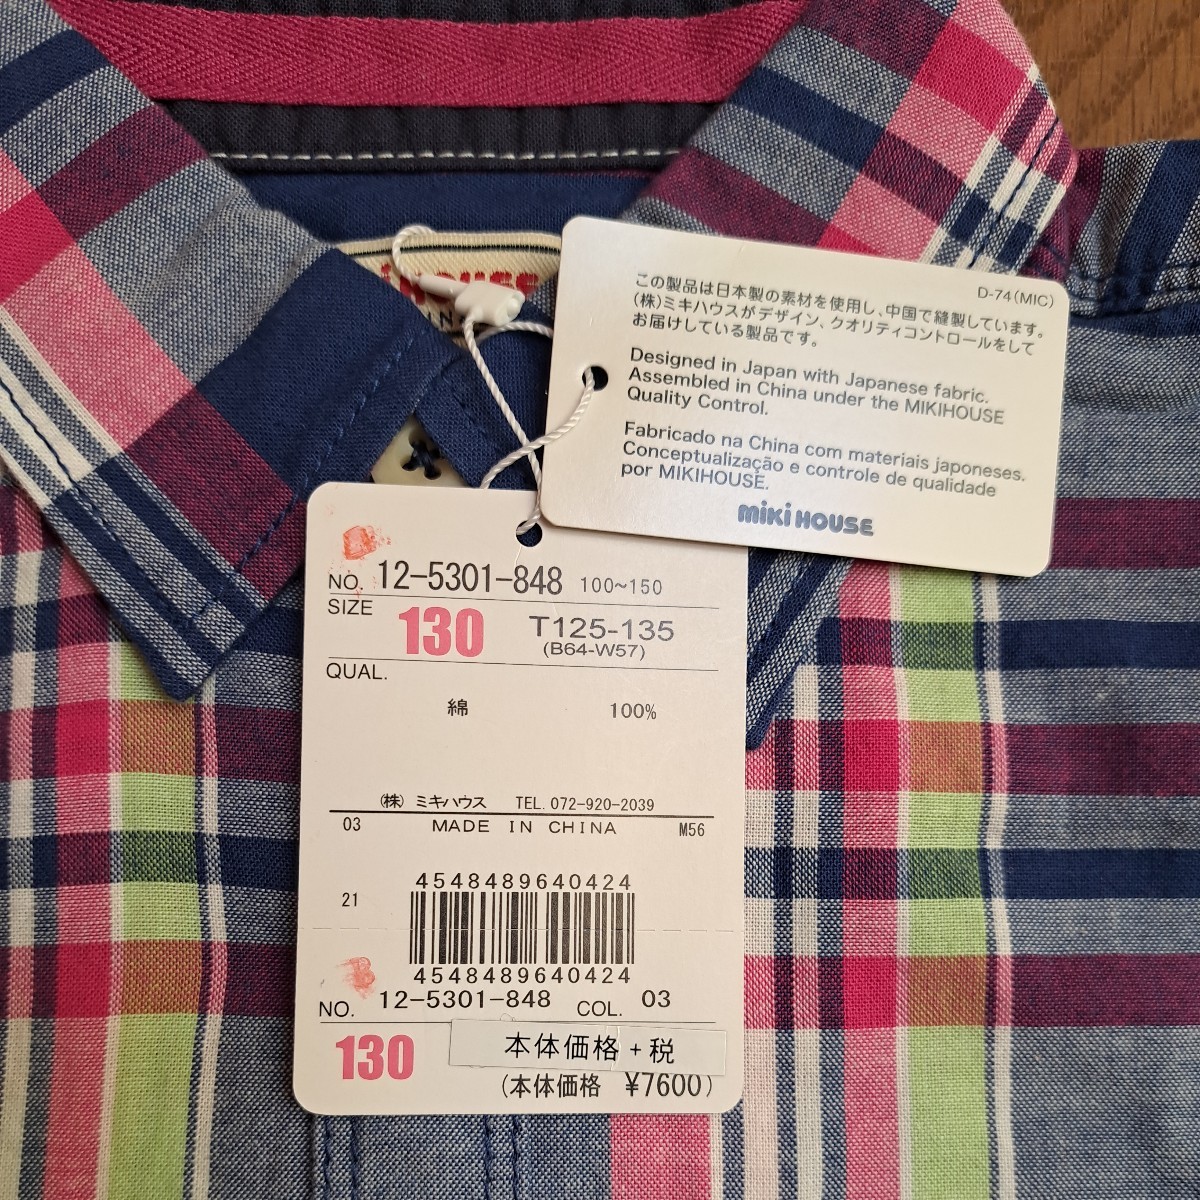 D-74(MIC)
この製品は日本製の素材を使用し、中国で縫製しています。
(株)ミキハウスがデザイン、クオリティコントロールをして
お届けしている製品です。
Designed in Japan with Japanese fabric.
Assembled in China under the MIKIHOUSE
Quality Control.
Fabricado na China com materiais japoneses.
Conceptualização e controle de qualidade
por MIKIHOUSE.
miki HOUSE
NO. 12-5301-848 100~150
SIZE 130 T125-135
(B64-W57)
QUAL.
綿 100%
(株) ミキハウス TEL. 072-920-2039
03 MADE IN CHINA M56
4548489640424
21
4548489640424
NO. 12-5301-848 COL. 03
130 本体価格+税
(本体価格 ¥7600)